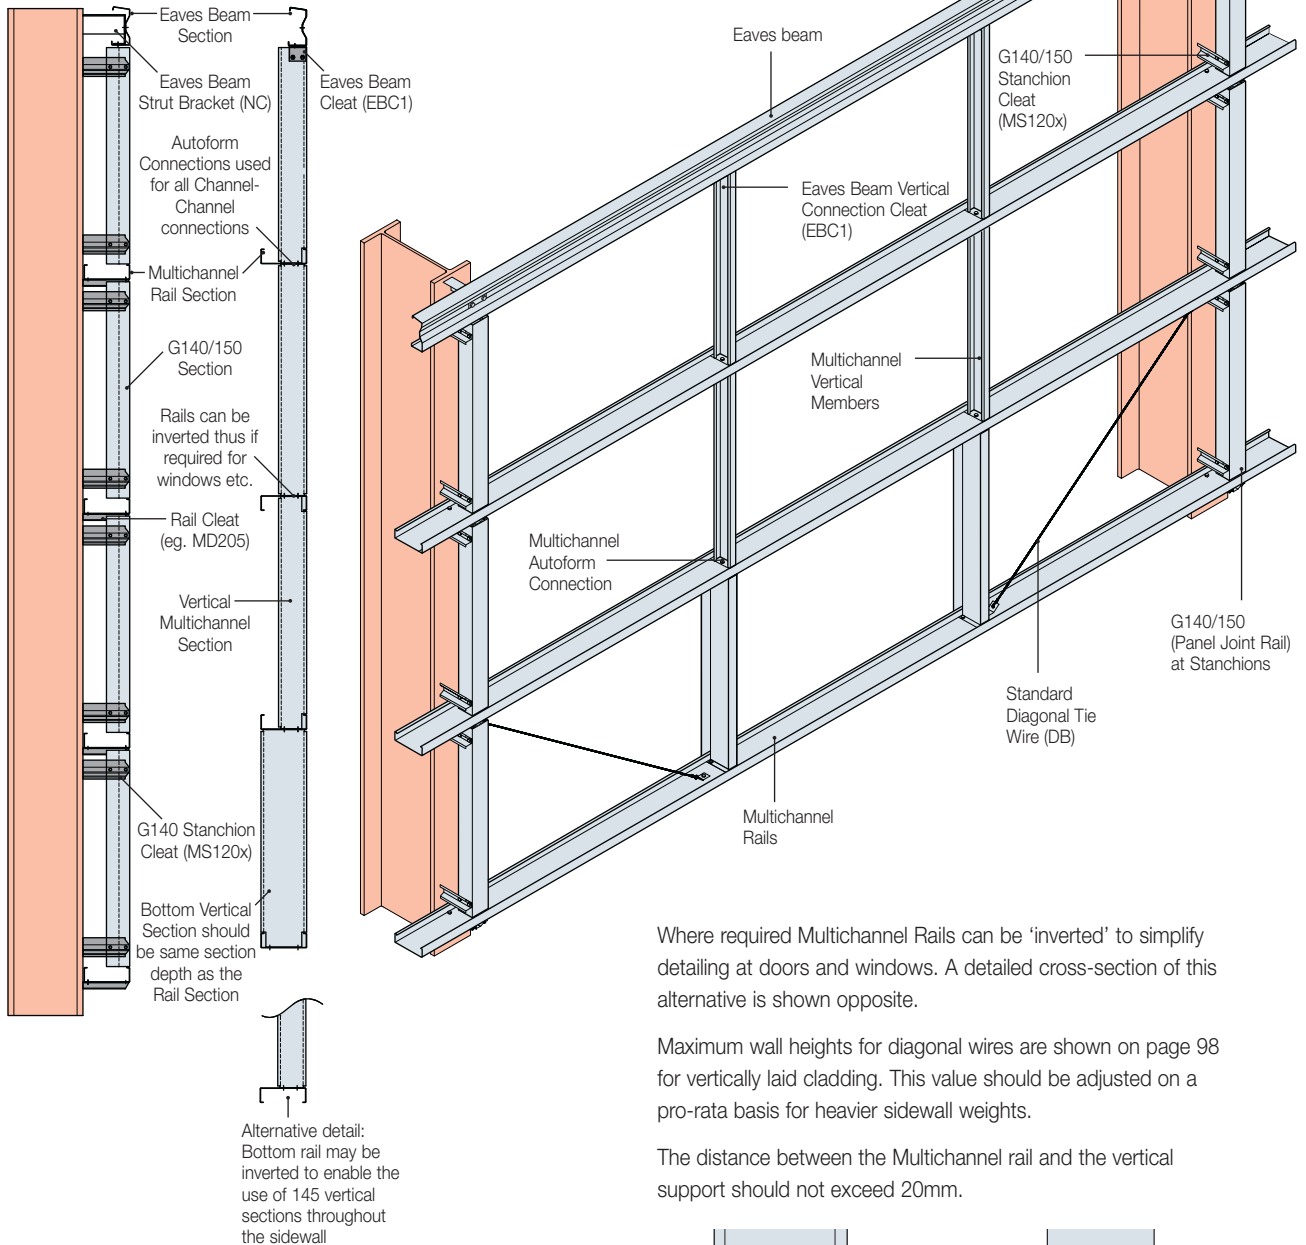 Eaves Beam
Section
Eaves Beam
Strut Bracket (NC)
Eaves Beam
Cleat (EBC1)
Autoform
Connections used
for all Channel-
Channel
connections
Multichannel
Rail Section
G140/150
Section
Rails can be
inverted thus if
required for
windows etc.
Rail Cleat
(eg. MD205)
Vertical
Multichannel
Section
G140 Stanchion
Cleat (MS120x)
Bottom Vertical
Section should
be same section
depth as the
Rail Section
Alternative detail:
Bottom rail may be
inverted to enable the
use of 145 vertical
sections throughout
the sidewall
Eaves beam
G140/150
Stanchion
Cleat
(MS120x)
Eaves Beam Vertical
Connection Cleat
(EBC1)
Multichannel
Vertical
Members
Multichannel
Autoform
Connection
G140/150
(Panel Joint Rail)
at Stanchions
Standard
Diagonal Tie
Wire (DB)
Multichannel
Rails
Where required Multichannel Rails can be ‘inverted’ to simplify
detailing at doors and windows. A detailed cross-section of this
alternative is shown opposite.
Maximum wall heights for diagonal wires are shown on page 98
for vertically laid cladding. This value should be adjusted on a
pro-rata basis for heavier sidewall weights.
The distance between the Multichannel rail and the vertical
support should not exceed 20mm.